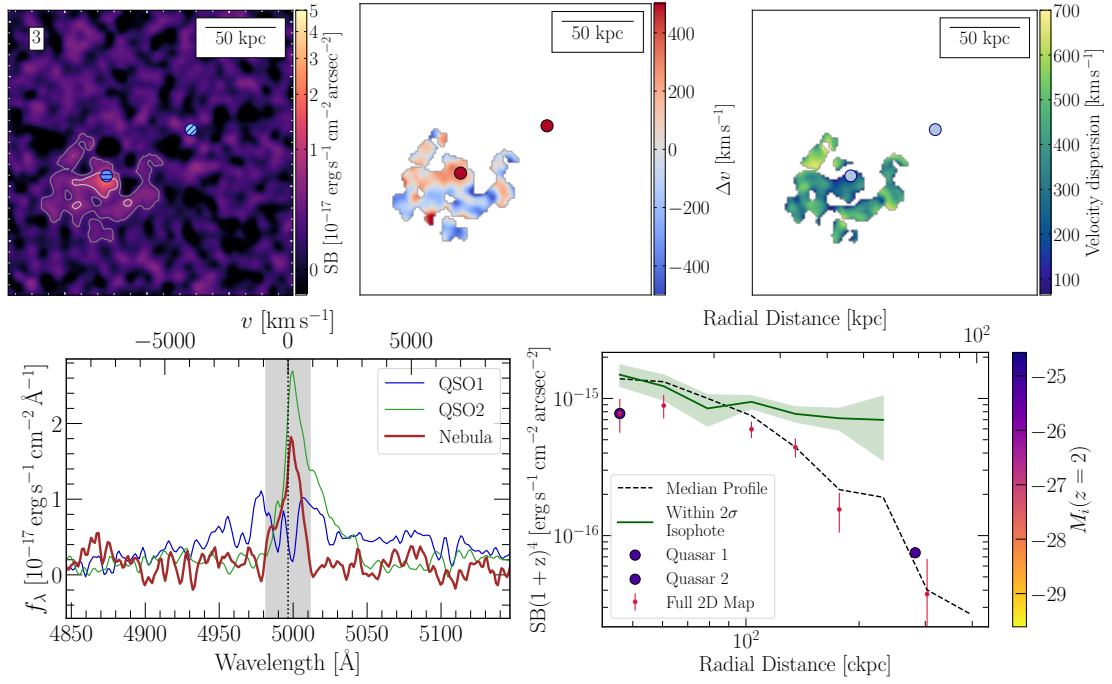 3
50 kpc
5
4
3
2
1
0
SB [10⁻¹⁷ erg s⁻¹ cm⁻² arcsec⁻²]
50 kpc
400
200
0
−200
−400
Δv [km s⁻¹]
50 kpc
700
600
500
400
300
200
100
Velocity dispersion [km s⁻¹]
v [km s⁻¹]
−5000 0 5000
QSO1
QSO2
Nebula
2
1
0
f_λ [10⁻¹⁷ erg s⁻¹ cm⁻² Å⁻¹]
4850 4900 4950 5000 5050 5100
Wavelength [Å]
Radial Distance [kpc]
10²
10⁻¹⁵
10⁻¹⁶
SB(1 + z)⁴ [erg s⁻¹ cm⁻² arcsec⁻²]
Median Profile
Within 2σ
Isophote
Quasar 1
Quasar 2
Full 2D Map
10²
Radial Distance [ckpc]
−25
−26
−27
−28
−29
M_i(z = 2)